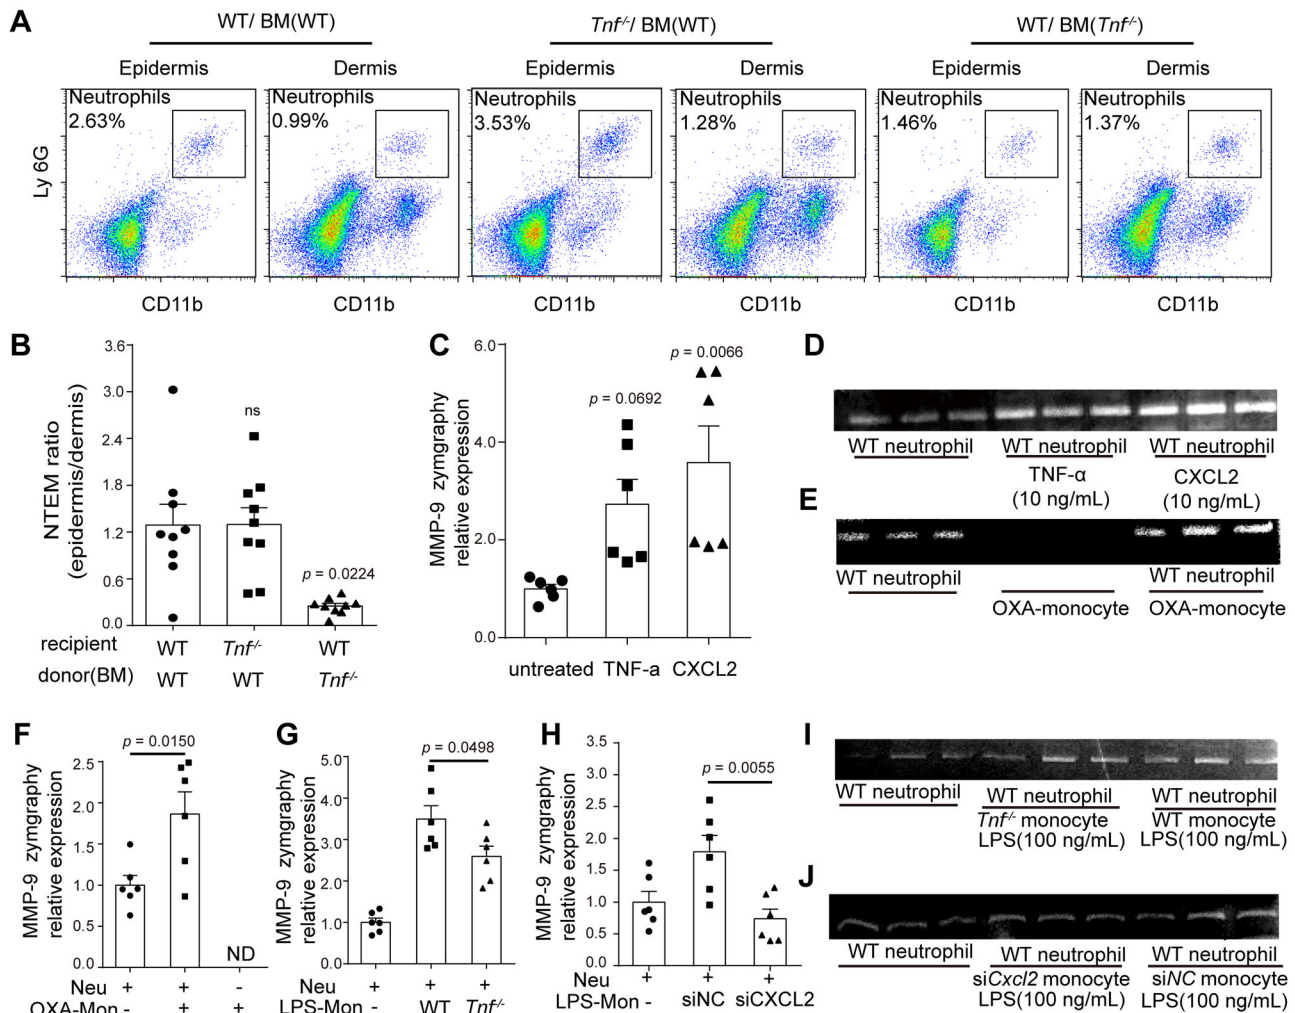 A
WT/ BM(WT)
Tnf-/-/ BM(WT)
WT/ BM(Tnf-/-)
Epidermis
Dermis
Epidermis
Dermis
Epidermis
Dermis
Ly 6G
Neutrophils
2.63%
Neutrophils
0.99%
Neutrophils
3.53%
Neutrophils
1.28%
Neutrophils
1.46%
Neutrophils
1.37%
CD11b
CD11b
CD11b
CD11b
CD11b
CD11b
B
NTEM ratio
(epidermis/dermis)
3.6
3.0
2.4
1.8
1.2
0.6
0.0
ns
p = 0.0224
recipient WT Tnf-/- WT
donor(BM) WT WT Tnf-/-
C
MMP-9 zymgraphy
relative expression
6.0
4.0
2.0
0.0
p = 0.0692
p = 0.0066
untreated TNF-a CXCL2
D
WT neutrophil
WT neutrophil
TNF-α
(10 ng/mL)
WT neutrophil
CXCL2
(10 ng/mL)
E
WT neutrophil
OXA-monocyte
WT neutrophil
OXA-monocyte
F
MMP-9 zymgraphy
relative expression
2.5
2.0
1.5
1.0
0.5
0.0
p = 0.0150
ND
Neu + + -
OXA-Mon - + +
G
MMP-9 zymgraphy
relative expression
5.0
4.0
3.0
2.0
1.0
0.0
p = 0.0498
Neu + + +
LPS-Mon - WT Tnf-/-
H
MMP-9 zymgraphy
relative expression
3.5
3.0
2.5
2.0
1.5
1.0
0.5
0.0
p = 0.0055
Neu + + +
LPS-Mon - siNC siCXCL2
I
WT neutrophil
WT neutrophil
Tnf-/- monocyte
LPS(100 ng/mL)
WT neutrophil
WT monocyte
LPS(100 ng/mL)
J
WT neutrophil
WT neutrophil
siCxcl2 monocyte
LPS(100 ng/mL)
WT neutrophil
siNC monocyte
LPS(100 ng/mL)